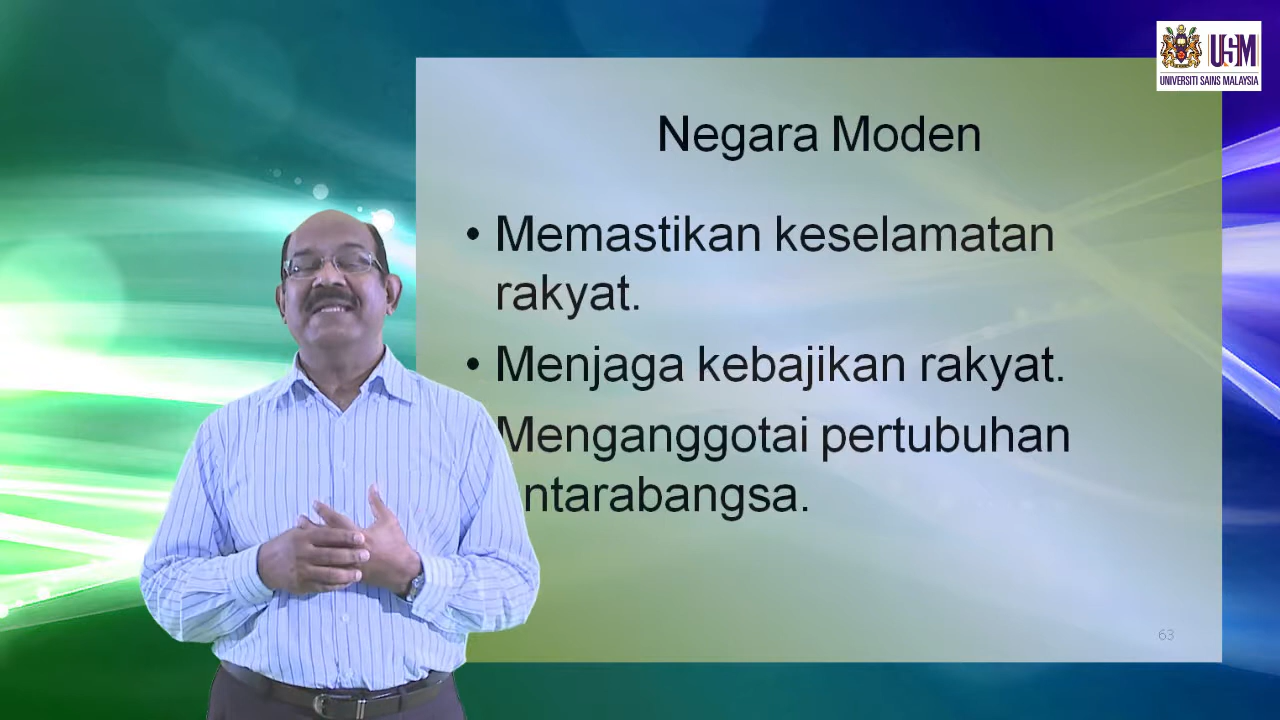 USM
UNIVERSITI SAINS MALAYSIA
Negara Moden
• Memastikan keselamatan
rakyat.
• Menjaga kebajikan rakyat.
Menganggotai pertubuhan
ntarabangsa.
63